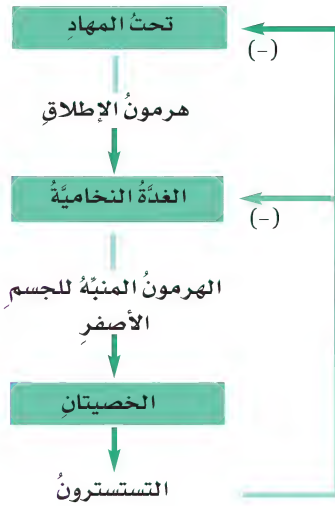 تحتُ المهادِ
(−)
هرمونُ الإطلاقِ
الغدَّةُ النخاميَّةُ
(−)
الهرمونُ المنبِّهُ للجسمِ
الأصفرِ
الخصيتانِ
التستسترونُ